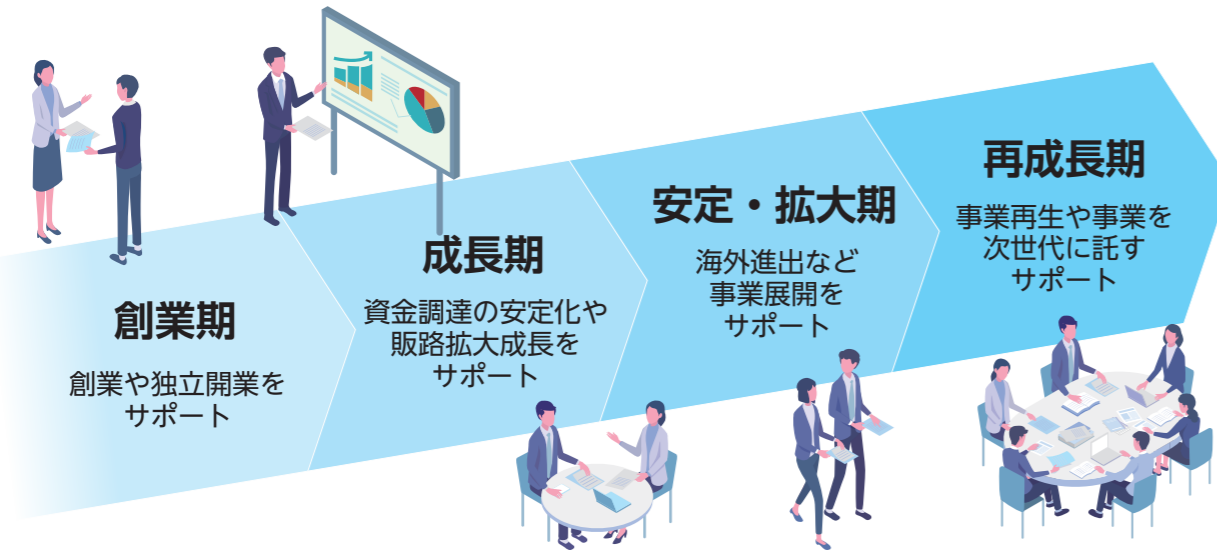 創業期
創業や独立開業を
サポート
成長期
資金調達の安定化や
販路拡大成長を
サポート
安定・拡大期
海外進出など
事業展開を
サポート
再成長期
事業再生や事業を
次世代に託す
サポート